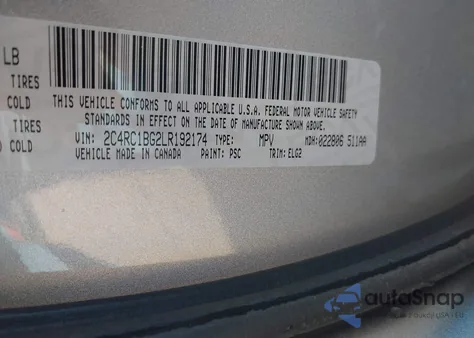 LB
TIRES
COLD
TIRES
COLD
THIS VEHICLE CONFORMS TO ALL APPLICABLE U.S.A. FEDERAL MOTOR VEHICLE SAFETY
STANDARDS IN EFFECT ON THE DATE OF MANUFACTURE SHOWN ABOVE.
VIN: 2C4RC1BG2LR192174 TYPE: MPV MDH:022806 511AA
VEHICLE MADE IN CANADA PAINT: PSC TRIM: ELG2
autoSnap